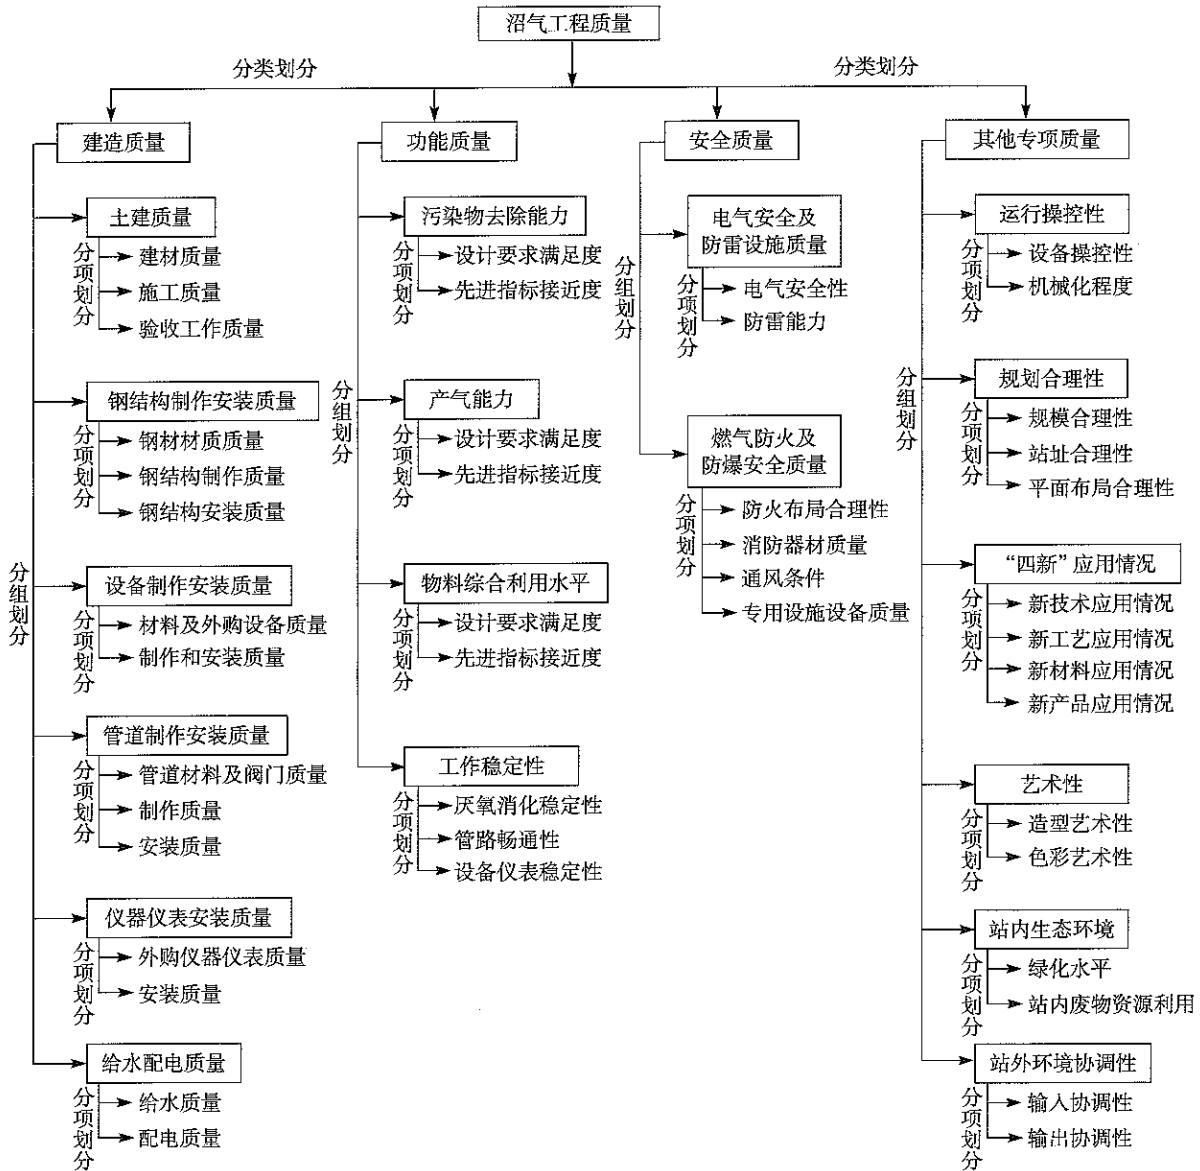 沼气工程质量
分类划分
分类划分
建造质量
分组划分
土建质量
分项划分
建材质量
施工质量
验收工作质量
钢结构制作安装质量
分项划分
钢材材质质量
钢结构制作质量
钢结构安装质量
设备制作安装质量
分项划分
材料及外购设备质量
制作和安装质量
管道制作安装质量
分项划分
管道材料及阀门质量
制作质量
安装质量
仪器仪表安装质量
分项划分
外购仪器仪表质量
安装质量
给水配电质量
分项划分
给水质量
配电质量
功能质量
分组划分
污染物去除能力
分项划分
设计要求满足度
先进指标接近度
产气能力
分项划分
设计要求满足度
先进指标接近度
物料综合利用水平
分项划分
设计要求满足度
先进指标接近度
工作稳定性
分项划分
厌氧消化稳定性
管路畅通性
设备仪表稳定性
安全质量
分组划分
电气安全及
防雷设施质量
分项划分
电气安全性
防雷能力
燃气防火及
防爆安全质量
分项划分
防火布局合理性
消防器材质量
通风条件
专用设施设备质量
其他专项质量
分组划分
运行操控性
分项划分
设备操控性
机械化程度
规划合理性
分项划分
规模合理性
站址合理性
平面布局合理性
“四新”应用情况
分项划分
新技术应用情况
新工艺应用情况
新材料应用情况
新产品应用情况
艺术性
分项划分
造型艺术性
色彩艺术性
站内生态环境
分项划分
绿化水平
站内废物资源利用
站外环境协调性
分项划分
输入协调性
输出协调性